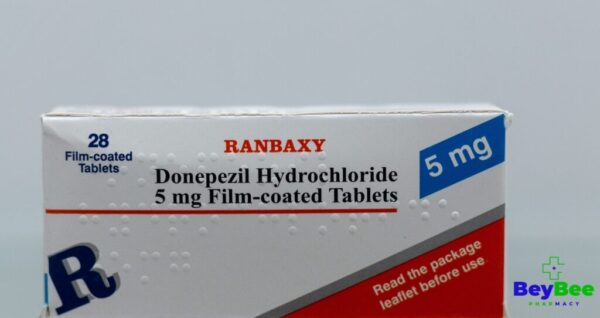 28
Film-coated
Tablets
RANBAXY
Donepezil Hydrochloride
5 mg Film-coated Tablets
5 mg
R
Read the package
leaflet before use
BeyBee
PHARMACY